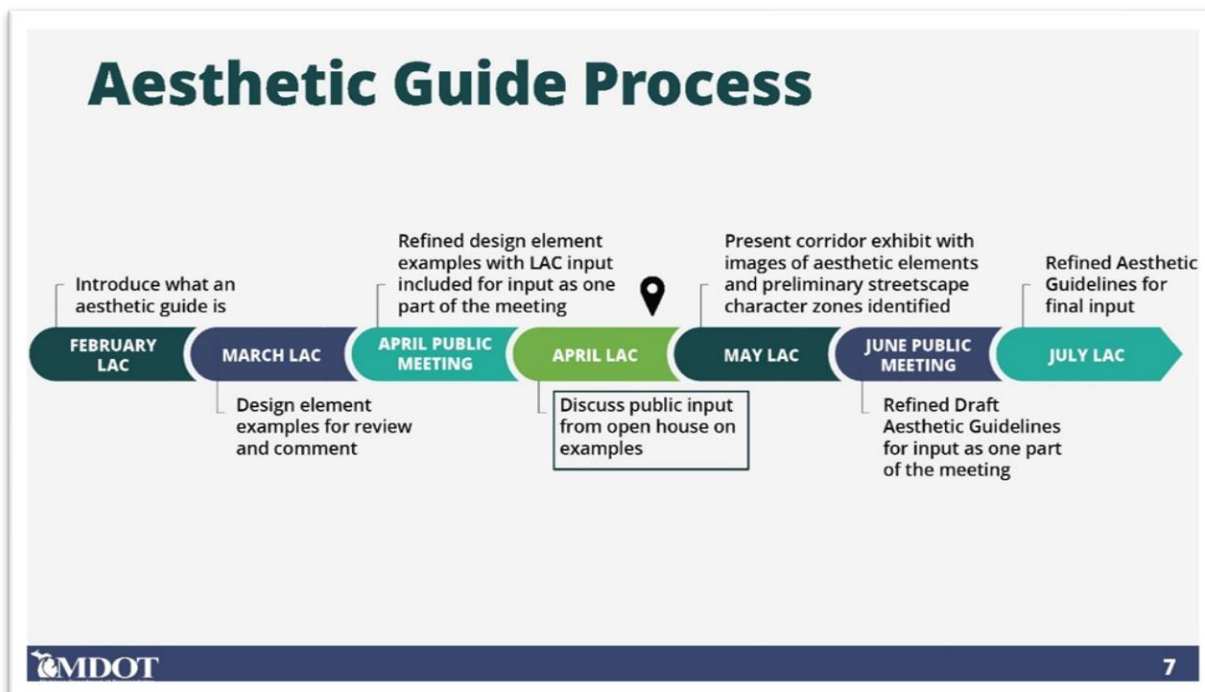 Aesthetic Guide Process
Introduce what an
aesthetic guide is
FEBRUARY
LAC
MARCH LAC
Design element
examples for review
and comment
Refined design element
examples with LAC input
included for input as one
part of the meeting
APRIL PUBLIC
MEETING
APRIL LAC
Discuss public input
from open house on
examples
Present corridor exhibit with
images of aesthetic elements
and preliminary streetscape
character zones identified
MAY LAC
JUNE PUBLIC
MEETING
Refined Draft
Aesthetic Guidelines
for input as one part
of the meeting
Refined Aesthetic
Guidelines for
final input
JULY LAC
MDOT
7